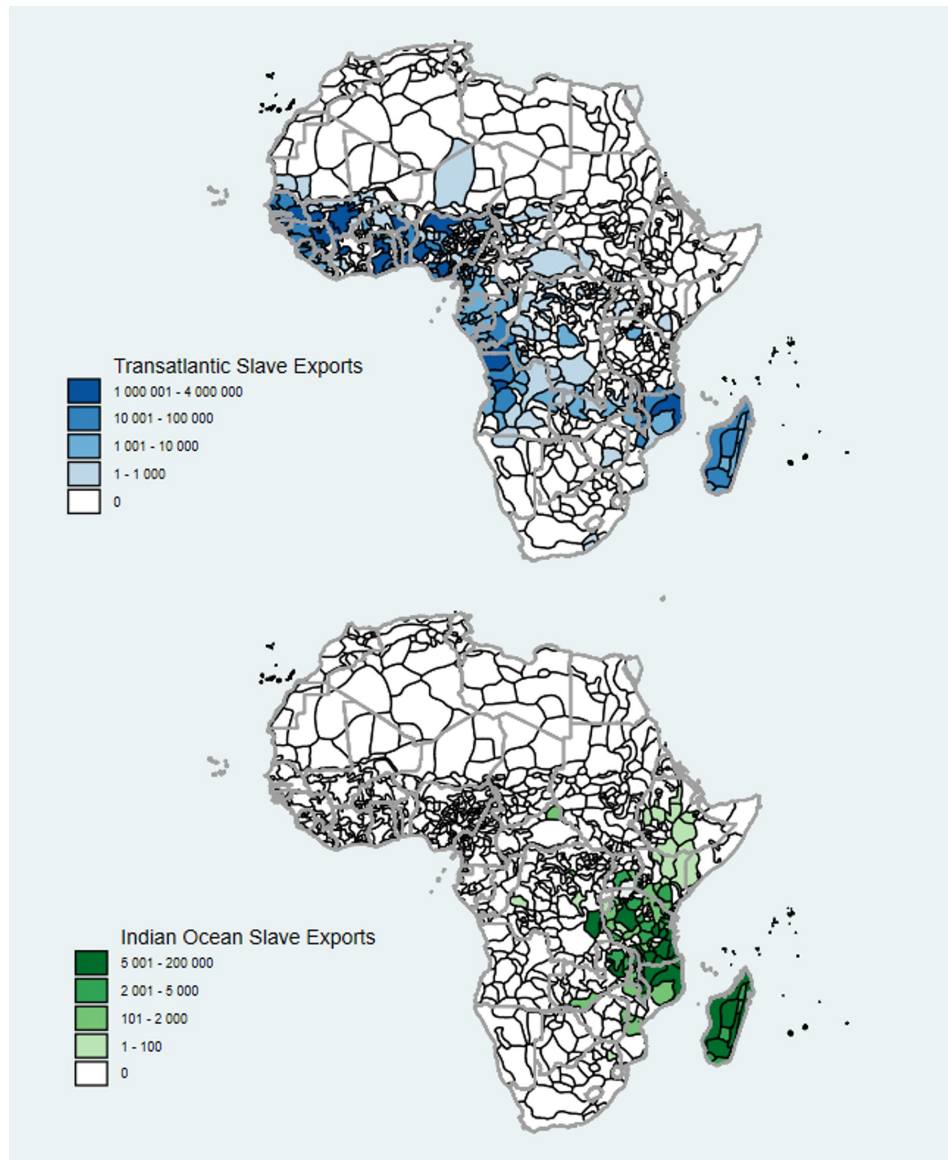 Transatlantic Slave Exports
1 000 001 - 4 000 000
10 001 - 100 000
1 001 - 10 000
1 - 1 000
0
Indian Ocean Slave Exports
5 001 - 200 000
2 001 - 5 000
101 - 2 000
1 - 100
0